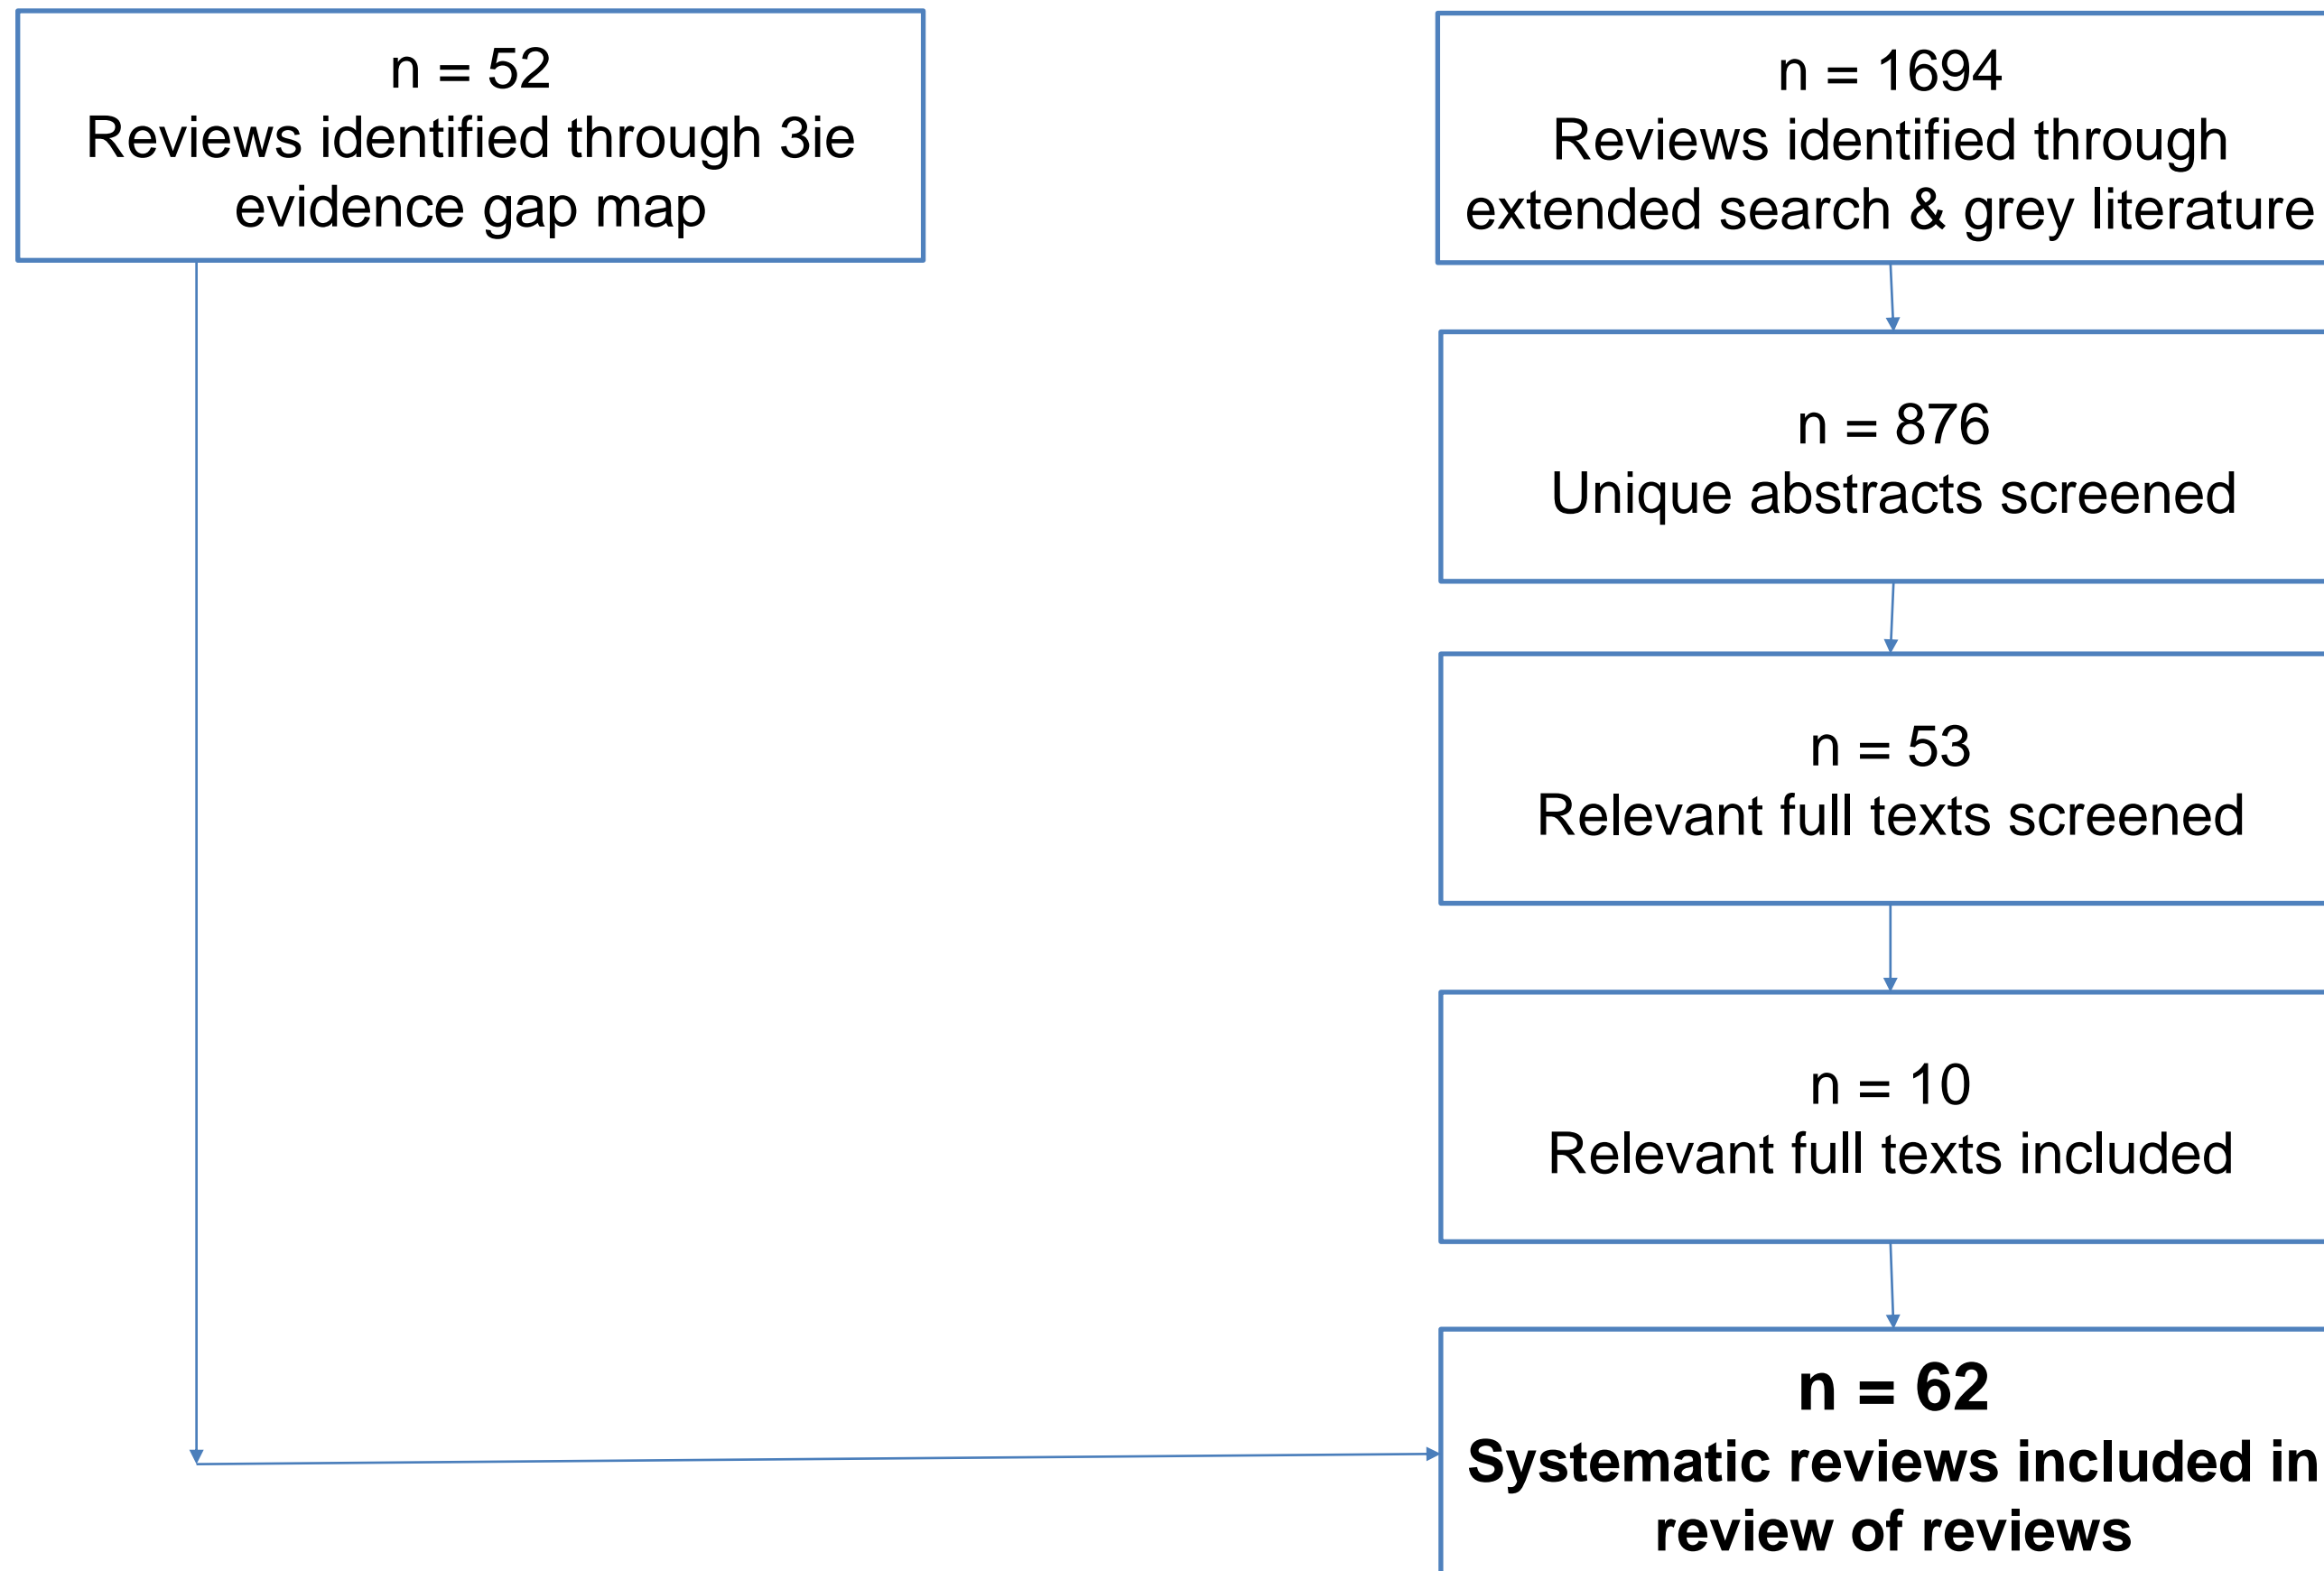 n = 52
Reviews identified through 3ie
evidence gap map
n = 1694
Reviews identified through
extended search & grey literature
n = 876
Unique abstracts screened
n = 53
Relevant full texts screened
n = 10
Relevant full texts included
n = 62
Systematic reviews included in
review of reviews